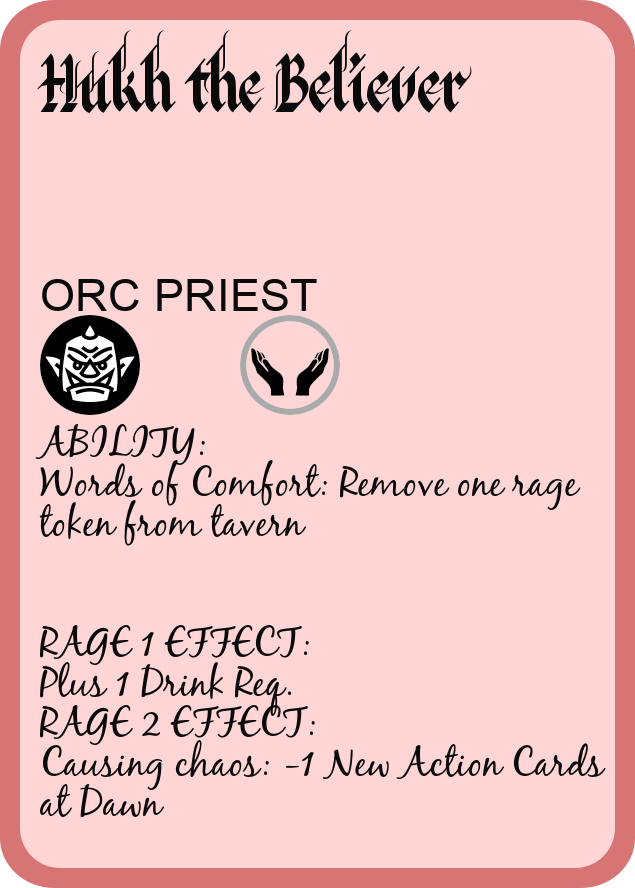 Hukh the Believer
ORC PRIEST
ABILITY:
Words of Comfort: Remove one rage
token from tavern
RAGE 1 EFFECT:
Plus 1 Drink Req.
RAGE 2 EFFECT:
Causing chaos: -1 New Action Cards
at Dawn